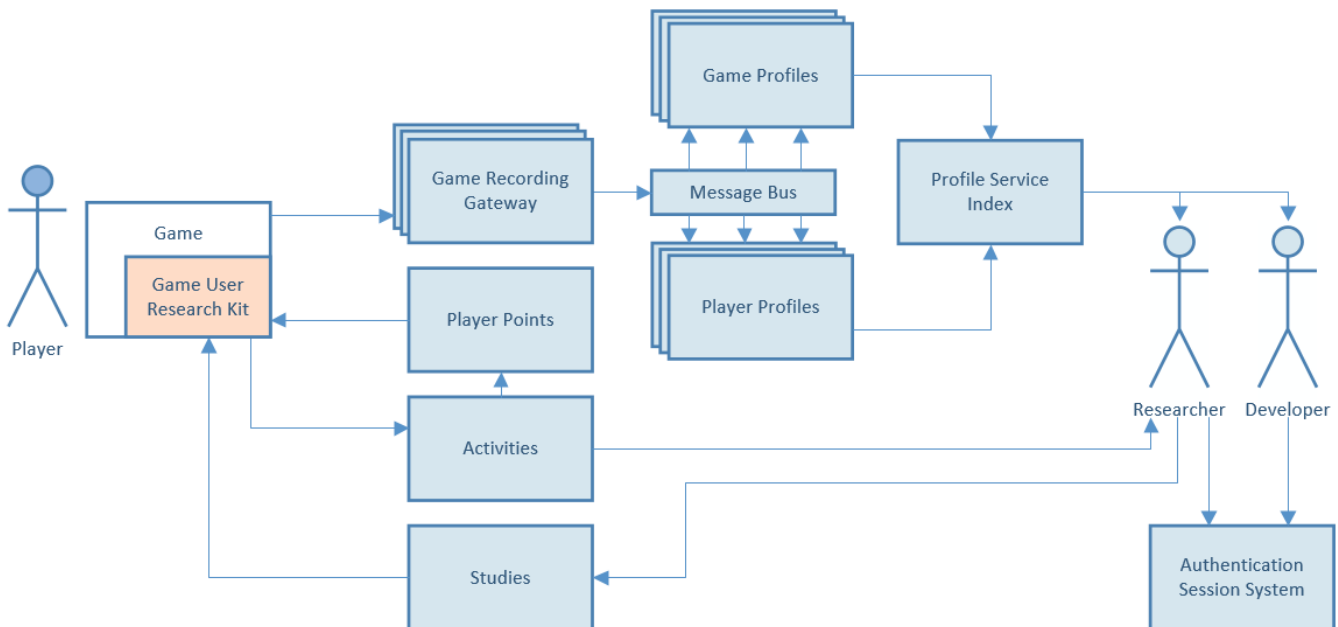 Game Profiles
Game Recording
Gateway
Message Bus
Profile Service
Index
Game
Game User
Research Kit
Player Points
Player Profiles
Player
Researcher
Developer
Activities
Studies
Authentication
Session System